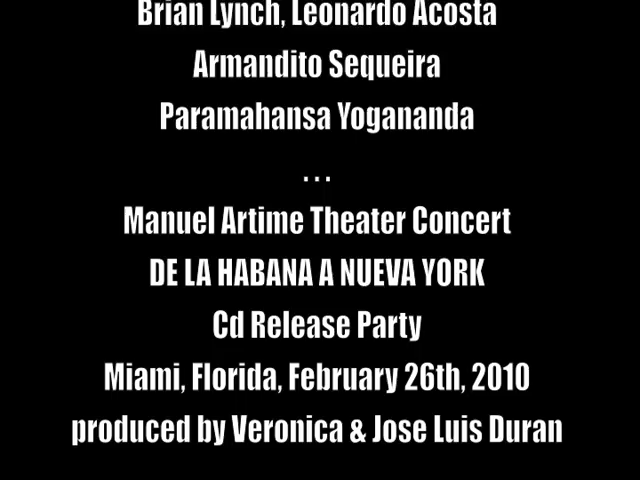 Brian Lynch, Leonardo Acosta
Armandito Sequeira
Paramahansa Yogananda
...
Manuel Artime Theater Concert
DE LA HABANA A NUEVA YORK
Cd Release Party
Miami, Florida, February 26th, 2010
produced by Veronica & Jose Luis Duran